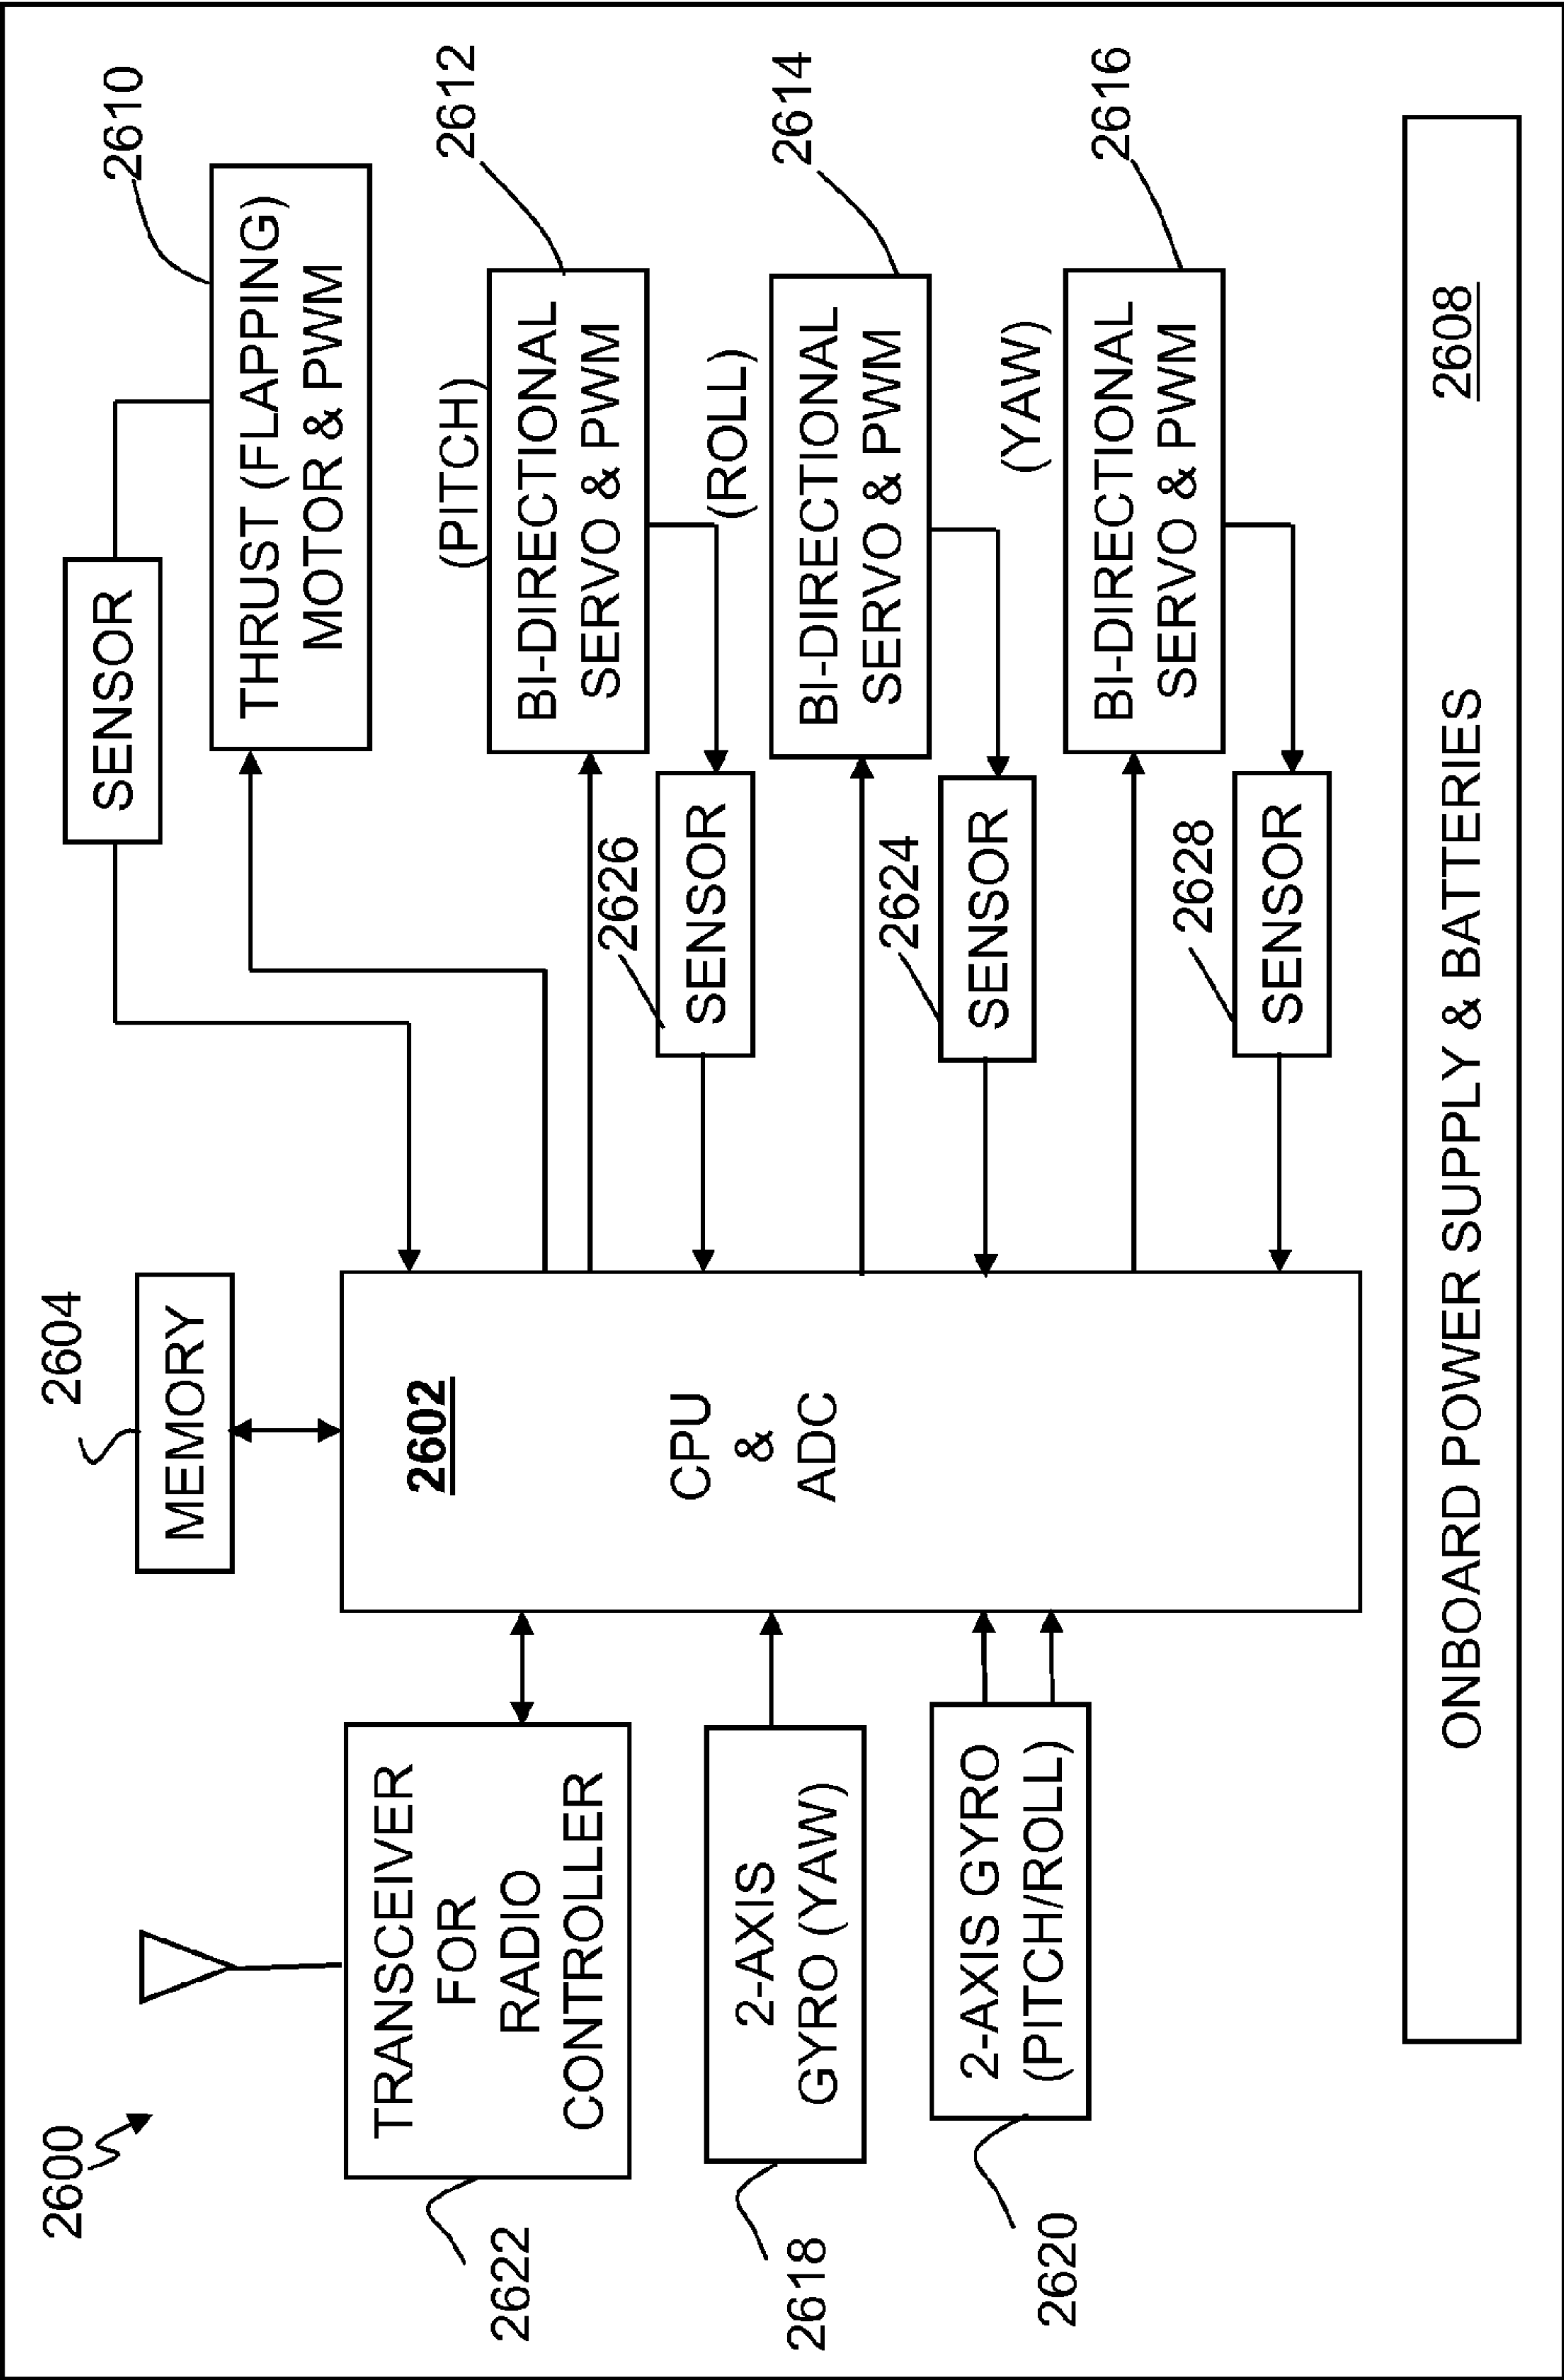 2600
2604
2610
MEMORY
SENSOR
THRUST (FLAPPING)
MOTOR & PWM
2622
TRANSCEIVER
FOR
RADIO
CONTROLLER
2602
CPU
&
ADC
(PITCH)
2612
BI-DIRECTIONAL
SERVO & PWM
2626
SENSOR
2618
2-AXIS
GYRO (YAW)
(ROLL)
2614
BI-DIRECTIONAL
SERVO & PWM
2624
SENSOR
2620
2-AXIS GYRO
(PITCH/ROLL)
(YAW)
2616
BI-DIRECTIONAL
SERVO & PWM
2628
SENSOR
ONBOARD POWER SUPPLY & BATTERIES 2608